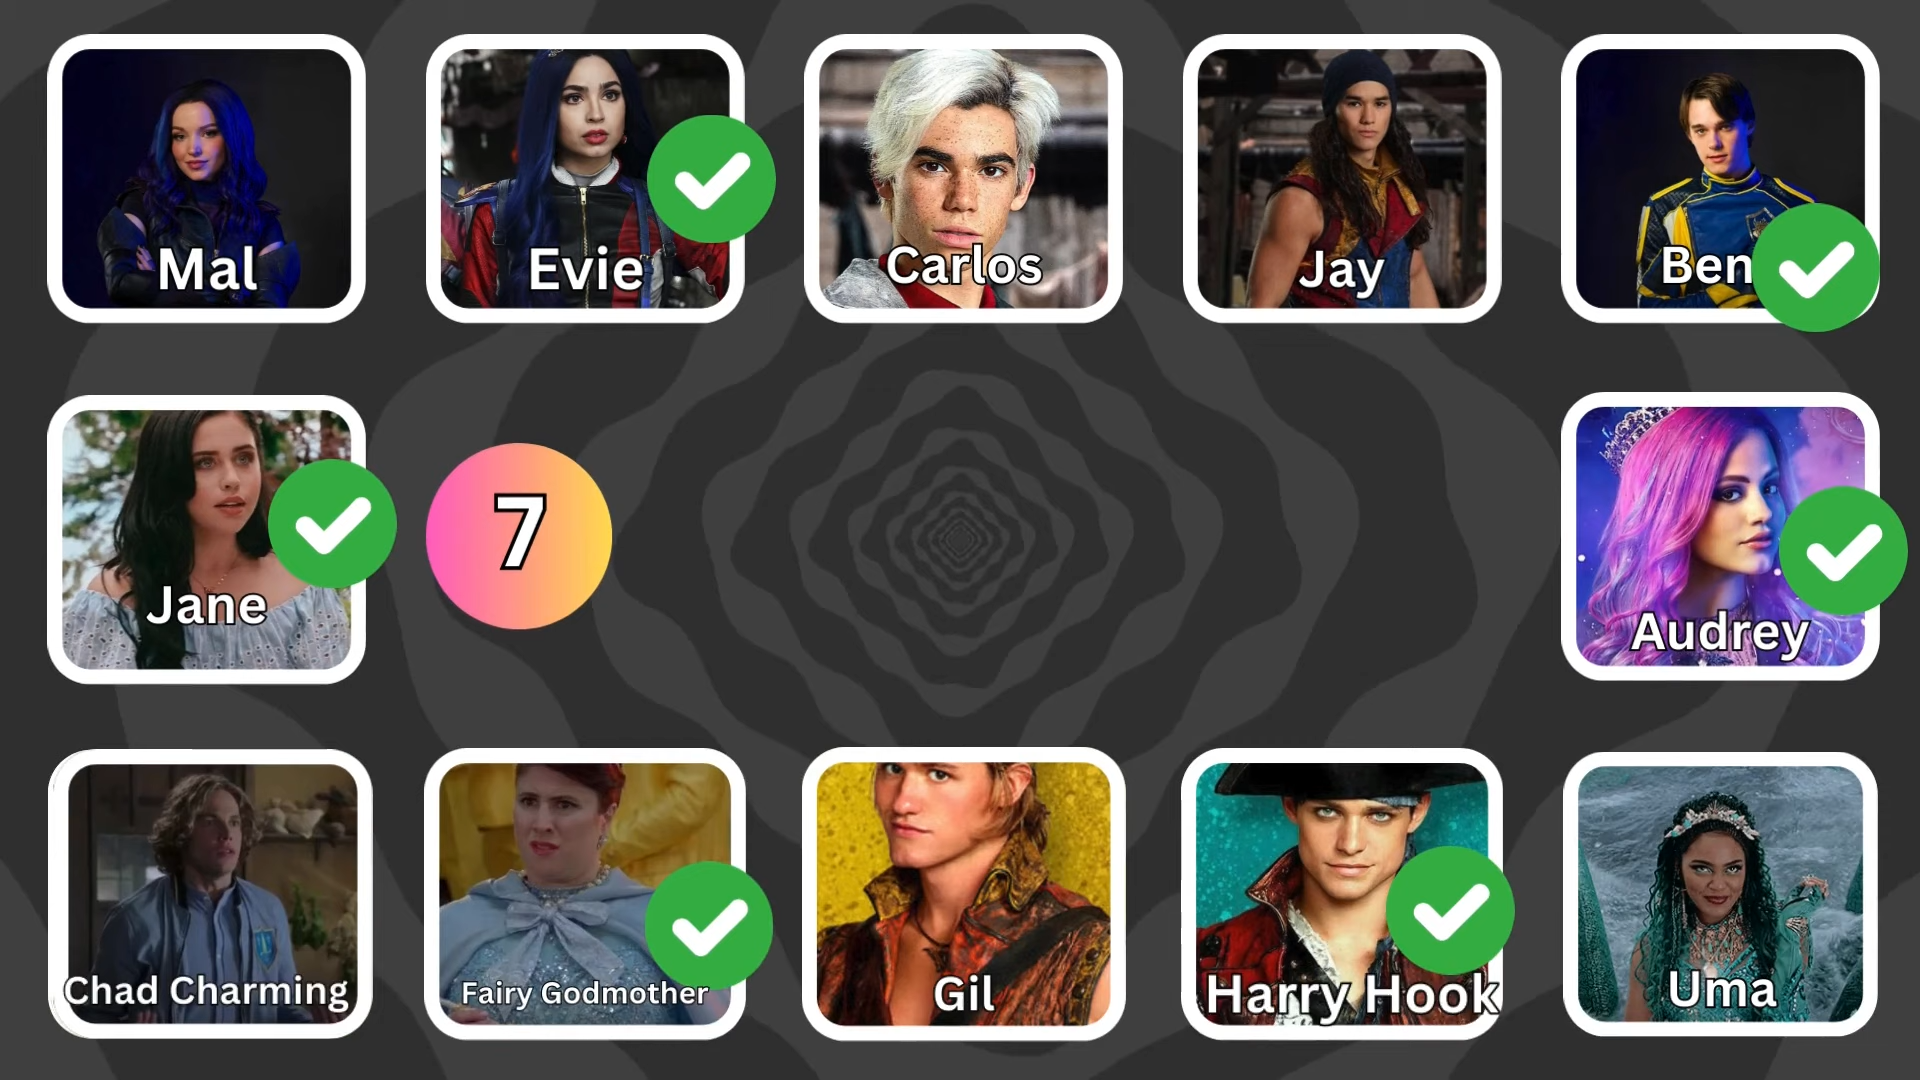 Mal
Evie
Carlos
Jay
Ben
Jane
7
Audrey
Chad Charming
Fairy Godmother
Gil
Harry Hook
Uma